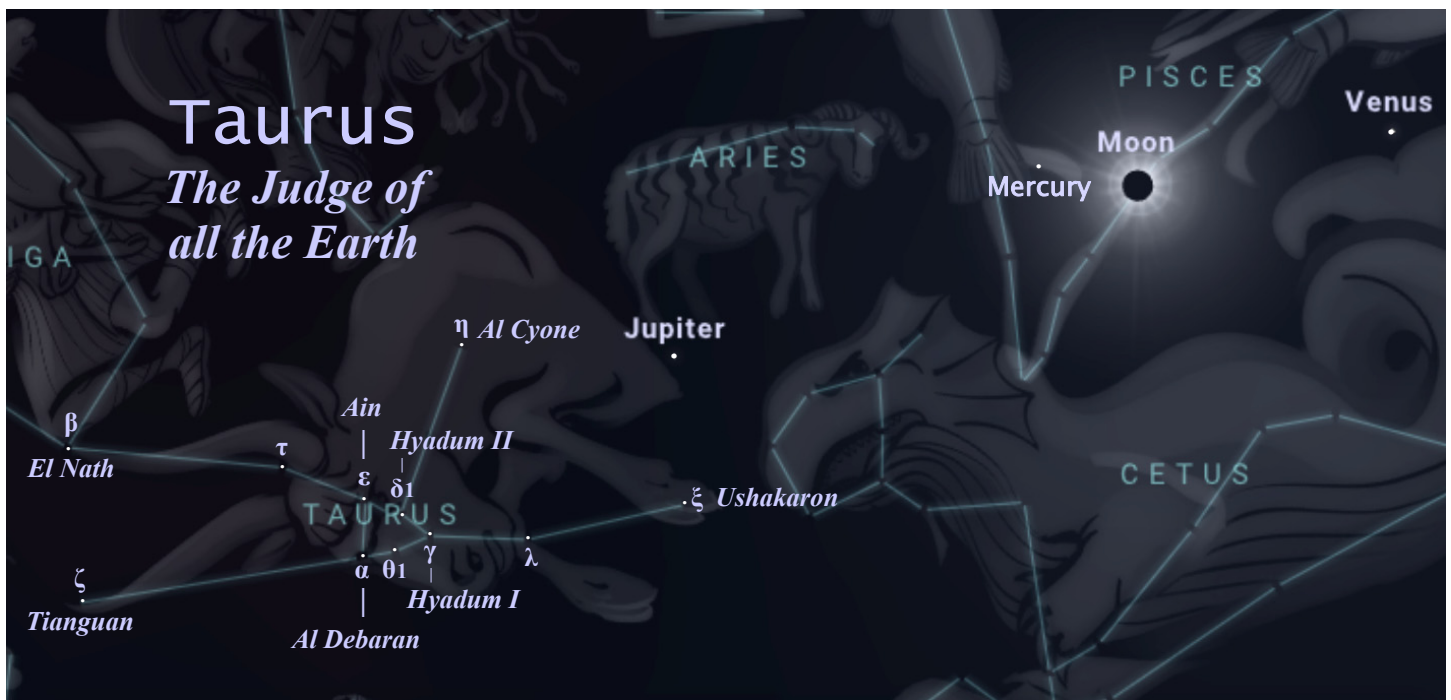 PISCES
Taurus
Venus
Moon
ARIES
The Judge of
Mercury
all the Earth
IGA
η Al Cyone
Jupiter
Ain
|
β
Hyadum II
|
τ
El Nath
ε
δ1
CETUS
ξ Ushakaron
TAURUS
γ
λ
α
θ1
|
ζ
Hyadum I
|
Tianguan
Al Debaran